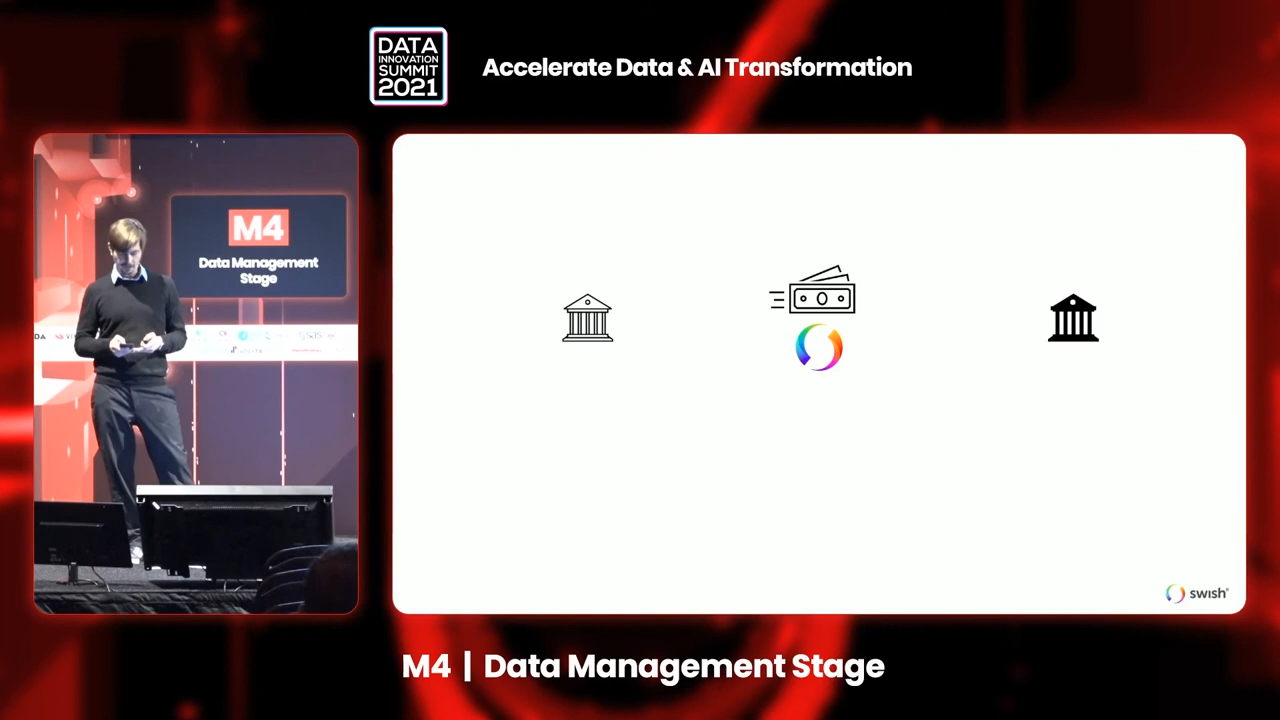 DATA
INNOVATION
SUMMIT
2021
Accelerate Data & AI Transformation
M4
Data Management
Stage
swish®
M4 | Data Management Stage